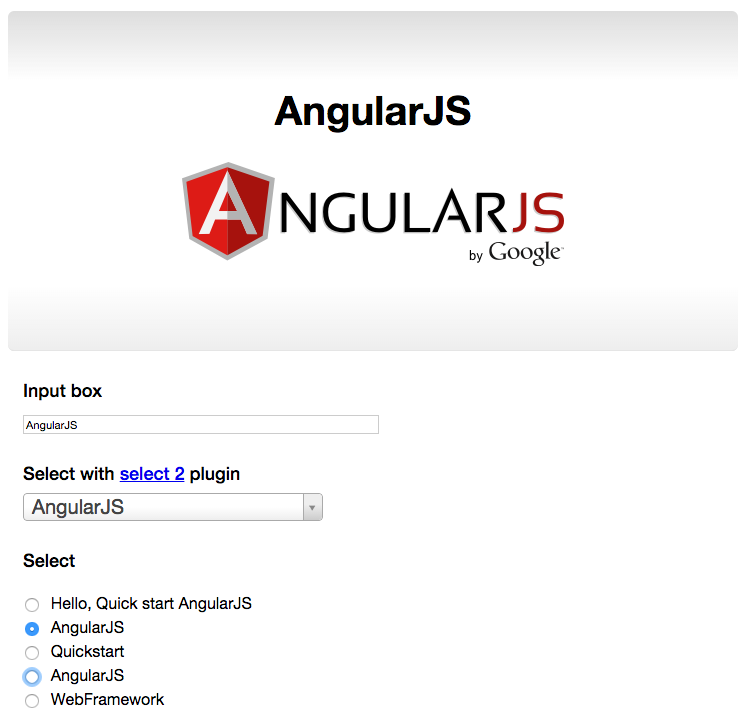 AngularJS
ANGULARJS
by Google™
Input box
AngularJS
Select with select 2 plugin
AngularJS
Select
Hello, Quick start AngularJS
AngularJS
Quickstart
AngularJS
WebFramework